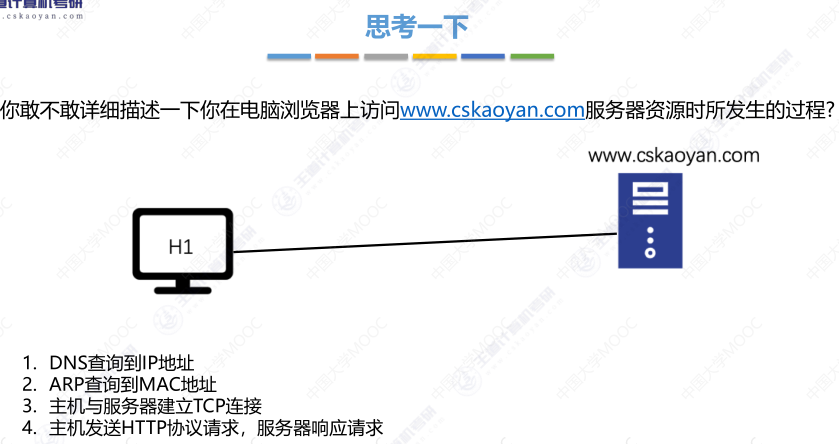 计算机考研
cskaoyan.com
思考一下
你敢不敢详细描述一下你在电脑浏览器上访问www.cskaoyan.com服务器资源时所发生的过程?
www.cskaoyan.com
H1
1. DNS查询到IP地址
2. ARP查询到MAC地址
3. 主机与服务器建立TCP连接
4. 主机发送HTTP协议请求，服务器响应请求
中国大学MOOC
王道计算机考研